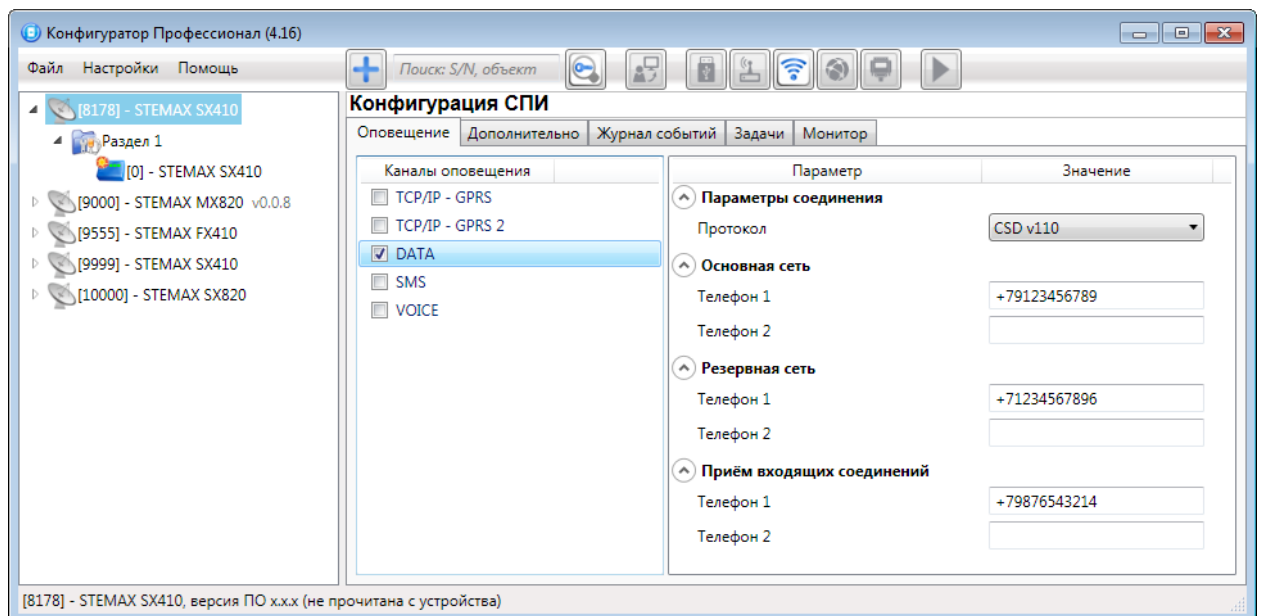 Конфигуратор Профессионал (4.16)
Файл Настройки Помощь
Поиск: S/N, объект
[8178] - STEMAX SX410
Раздел 1
[0] - STEMAX SX410
[9000] - STEMAX MX820 v0.0.8
[9555] - STEMAX FX410
[9999] - STEMAX SX410
[10000] - STEMAX SX820
Конфигурация СПИ
Оповещение Дополнительно Журнал событий Задачи Монитор
Каналы оповещения
TCP/IP - GPRS
TCP/IP - GPRS 2
DATA
SMS
VOICE
Параметр Значение
Параметры соединения
Протокол CSD v110
Основная сеть
Телефон 1 +79123456789
Телефон 2
Резервная сеть
Телефон 1 +71234567896
Телефон 2
Приём входящих соединений
Телефон 1 +79876543214
Телефон 2
[8178] - STEMAX SX410, версия ПО x.x.x (не прочитана с устройства)